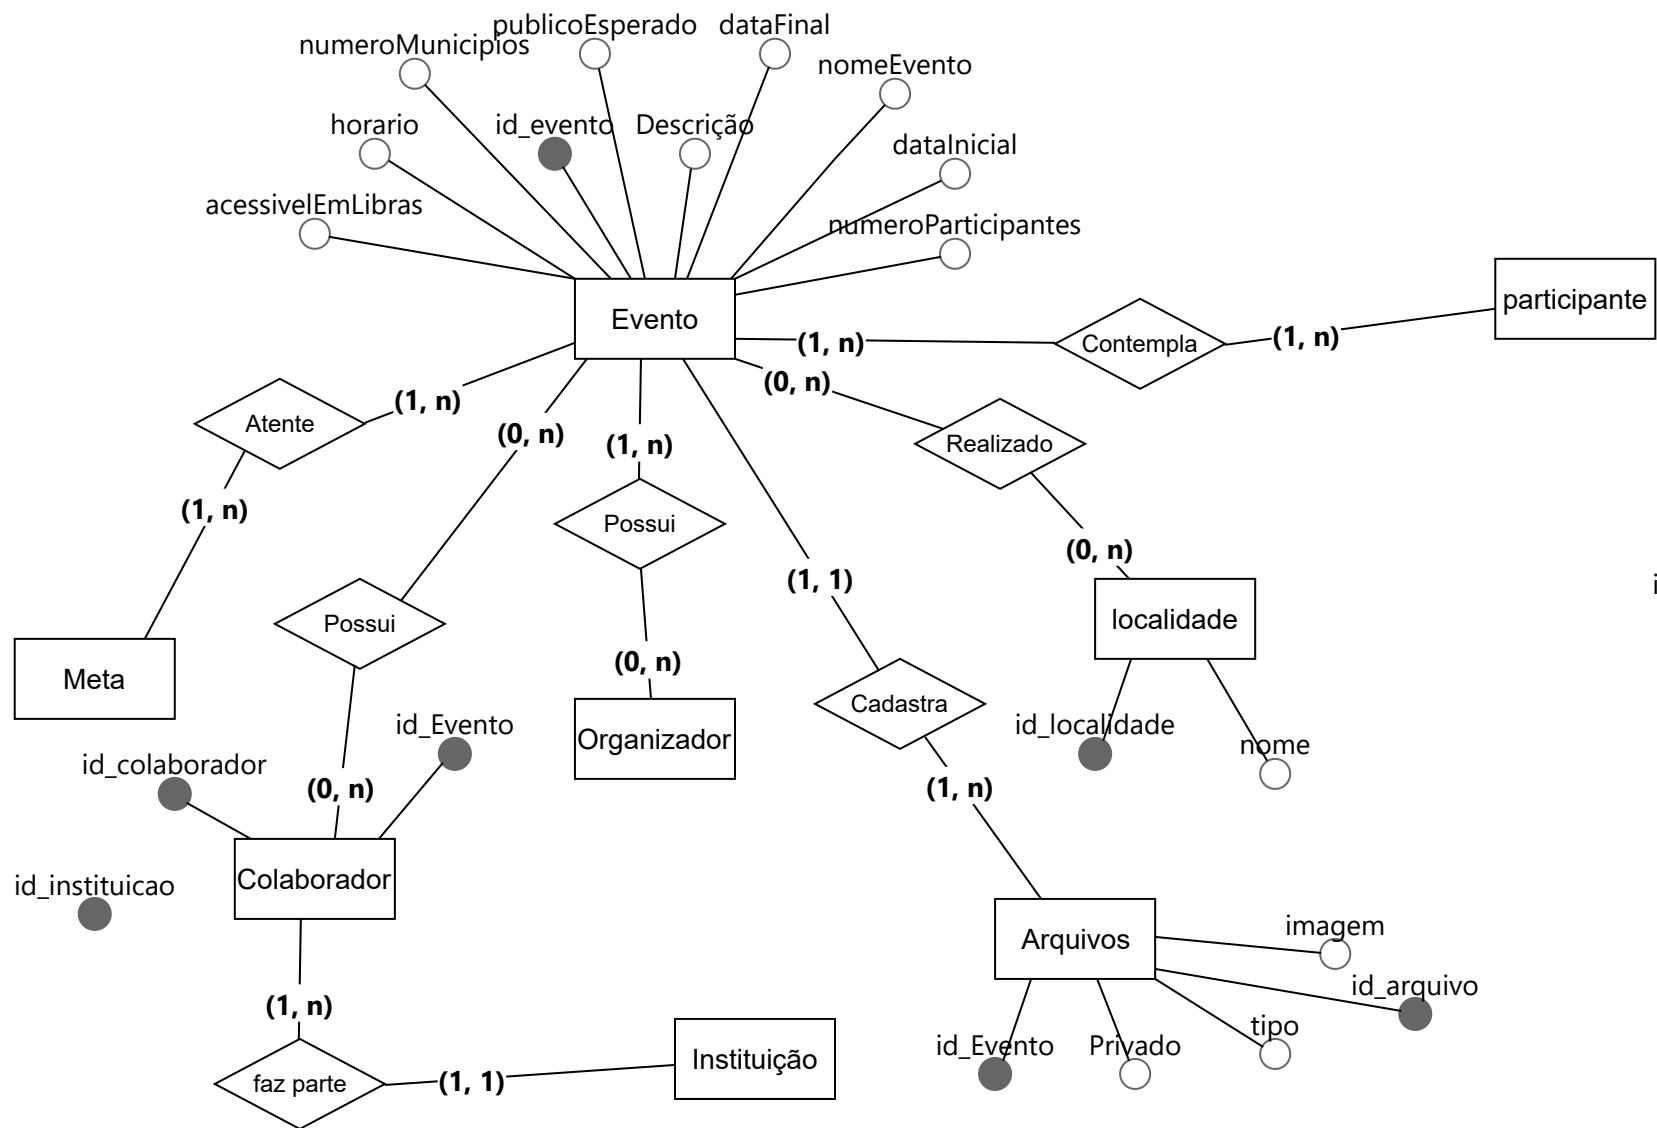 publicoEsperado
dataFinal
numeroMunicipios
nomeEvento
horario
id_evento
Descrição
dataInicial
acessivelEmLibras
numeroParticipantes
participante
Evento
(1, n)
Contempla
(1, n)
(0, n)
(1, n)
Atente
(0, n)
(1, n)
Realizado
(1, n)
Possui
(0, n)
(1, 1)
i
Possui
localidade
(0, n)
Meta
Cadastra
id_localidade
id_Evento
Organizador
nome
id_colaborador
(0, n)
(1, n)
id_instituicao
Colaborador
imagem
Arquivos
id_arquivo
(1, n)
tipo
id_Evento
Privado
Instituição
faz parte
(1, 1)